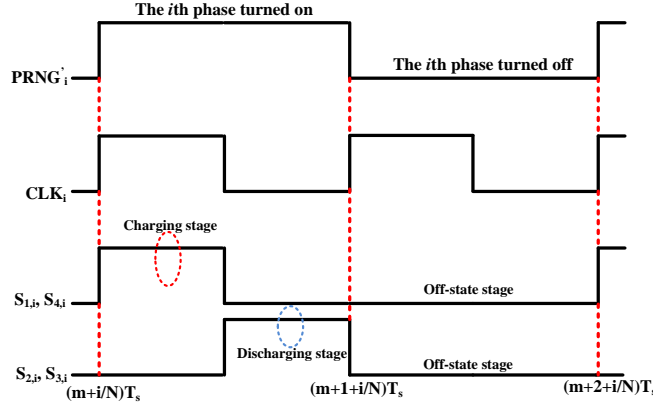 The ith phase turned on
PRNG'i
The ith phase turned off
CLKi
Charging stage
S1,i, S4,i
Off-state stage
Discharging stage
S2,i, S3,i
Off-state stage
(m+i/N)Ts
(m+1+i/N)Ts
(m+2+i/N)T